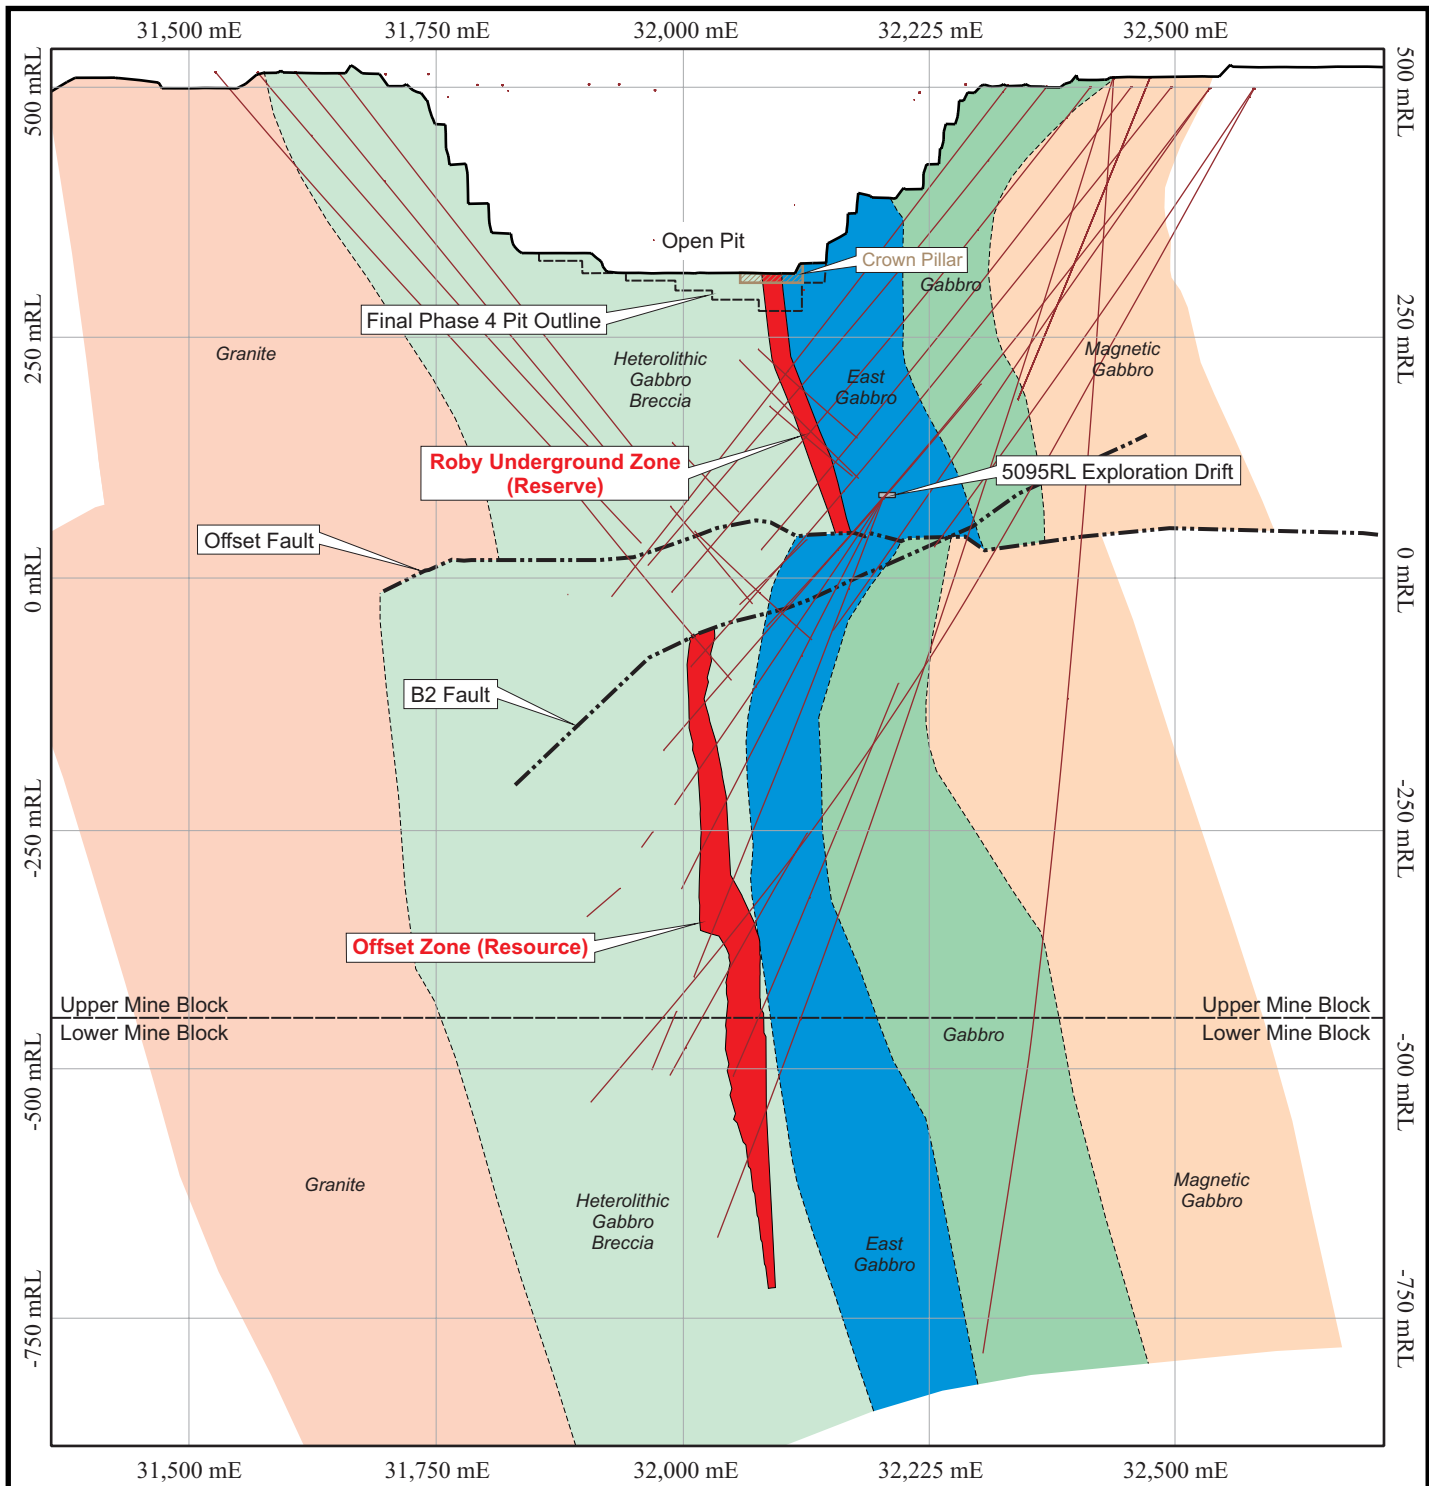 31,500 mE
31,750 mE
32,000 mE
32,225 mE
32,500 mE
500 mRL
500 mRL
Open Pit
Crown Pillar
Gabbro
Final Phase 4 Pit Outline
250 mRL
250 mRL
Granite
Heterolithic
Gabbro
Breccia
East
Gabbro
Magnetic
Gabbro
Roby Underground Zone
(Reserve)
5095RL Exploration Drift
Offset Fault
0 mRL
0 mRL
B2 Fault
-250 mRL
-250 mRL
Offset Zone (Resource)
Upper Mine Block
Lower Mine Block
Upper Mine Block
Lower Mine Block
Gabbro
-500 mRL
-500 mRL
Granite
Heterolithic
Gabbro
Breccia
East
Gabbro
Magnetic
Gabbro
-750 mRL
-750 mRL
31,500 mE
31,750 mE
32,000 mE
32,225 mE
32,500 mE